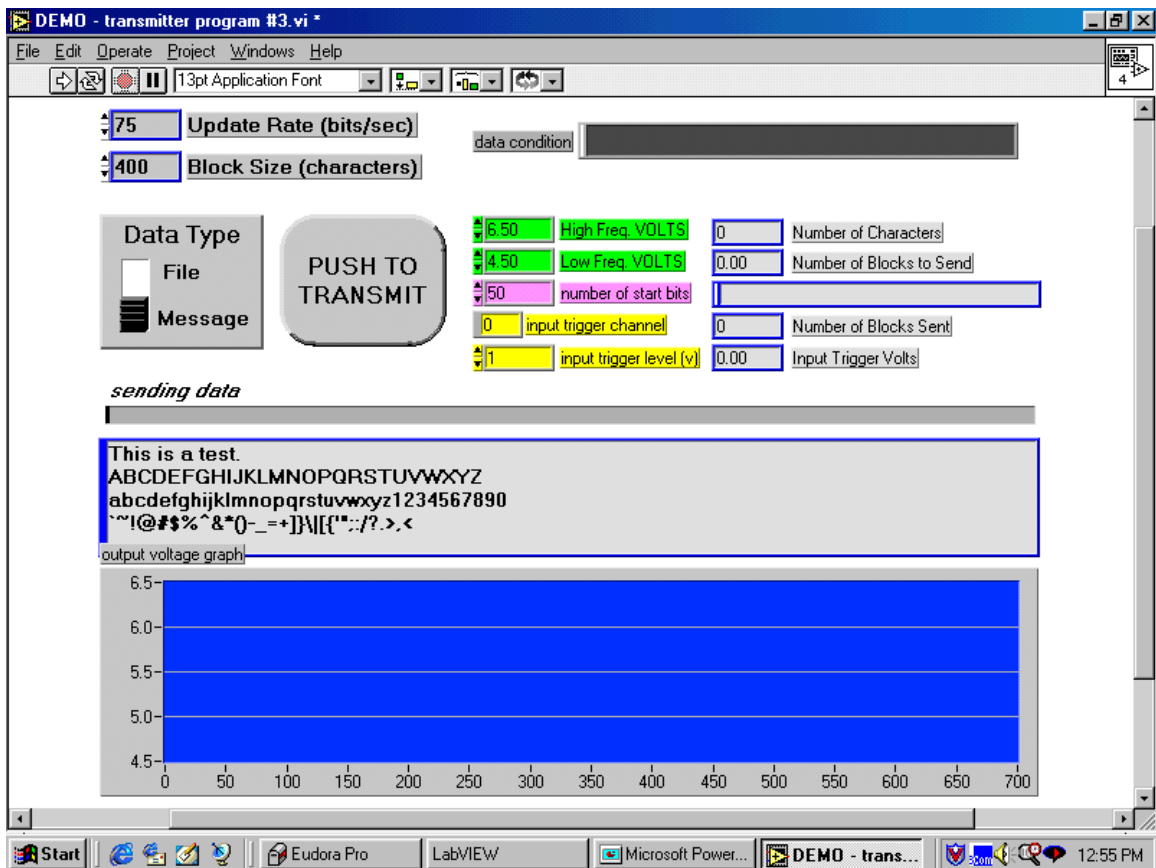 DEMO - transmitter program #3.vi *
File Edit Operate Project Windows Help
13pt Application Font
4
75 Update Rate (bits/sec)
400 Block Size (characters)
data condition
Data Type
File
Message
PUSH TO
TRANSMIT
6.50 High Freq. VOLTS
4.50 Low Freq. VOLTS
50 number of start bits
0 input trigger channel
1 input trigger level (v)
0 Number of Characters
0.00 Number of Blocks to Send
0 Number of Blocks Sent
0.00 Input Trigger Volts
sending data
This is a test.
ABCDEFGHIJKLMNOPQRSTUVWXYZ
abcdefghijklmnopqrstuvwxyz1234567890
`~!@#$%^&*()-_=+]}\|[{'";:/?.>,<
output voltage graph
6.5
6.0
5.5
5.0
4.5
0 50 100 150 200 250 300 350 400 450 500 550 600 650 700
Start Eudora Pro LabVIEW Microsoft Power... DEMO - trans... 12:55 PM